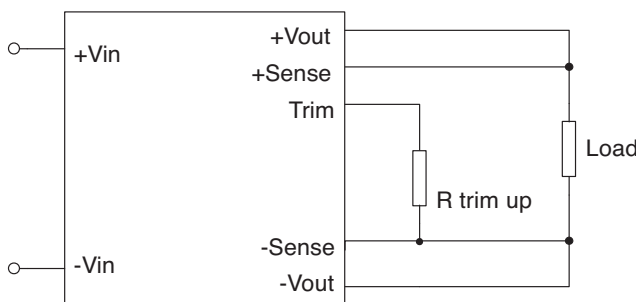 +Vin
-Vin
+Vout
+Sense
Trim
-Sense
-Vout
R trim up
Load